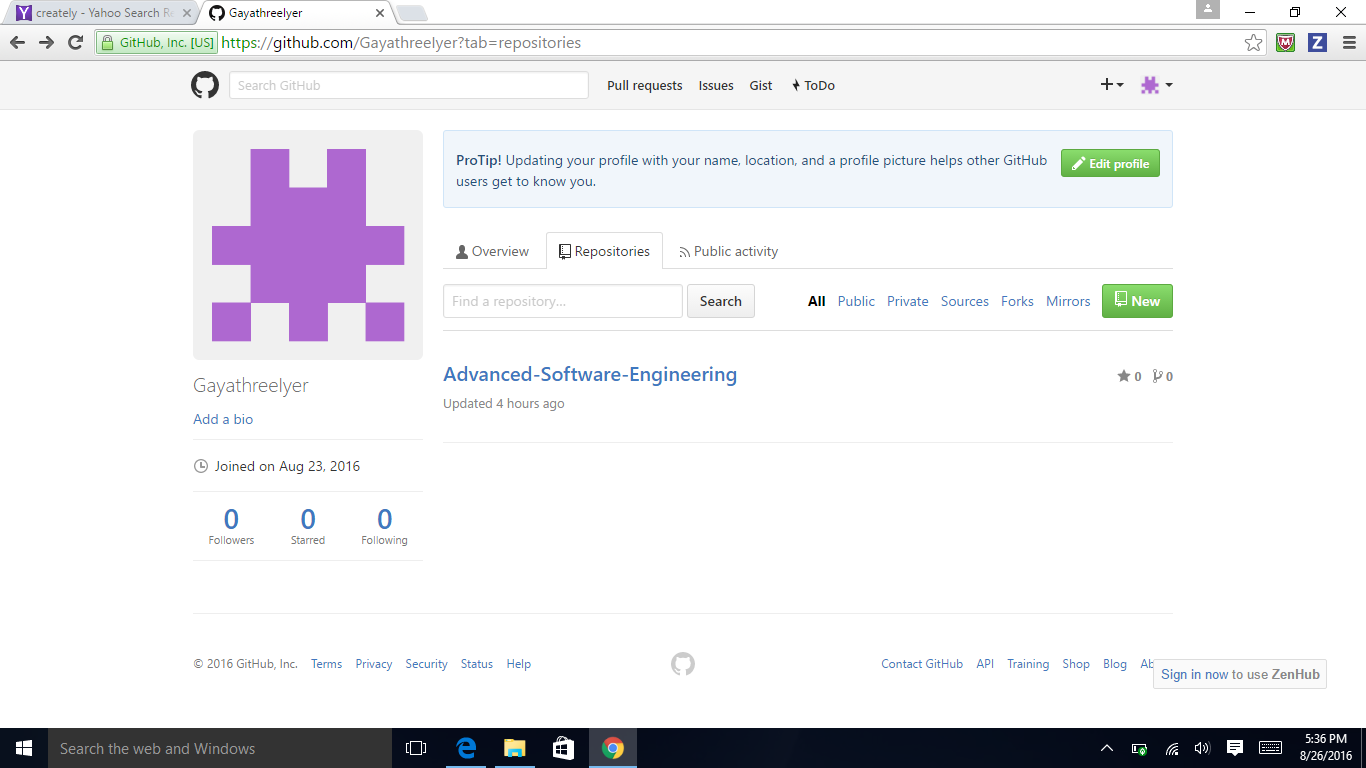 creately - Yahoo Search Re
Gayathreelyer
GitHub, Inc. [US]
https://github.com/Gayathreelyer?tab=repositories
Search GitHub
Pull requests
Issues
Gist
ToDo
ProTip! Updating your profile with your name, location, and a profile picture helps other GitHub
users get to know you.
Edit profile
Overview
Repositories
Public activity
Find a repository...
Search
All
Public
Private
Sources
Forks
Mirrors
New
Advanced-Software-Engineering
0
0
Updated 4 hours ago
Gayathreelyer
Add a bio
Joined on Aug 23, 2016
0
Followers
0
Starred
0
Following
© 2016 GitHub, Inc.
Terms
Privacy
Security
Status
Help
Contact GitHub
API
Training
Shop
Blog
Ab
Sign in now to use ZenHub
Search the web and Windows
5:36 PM
8/26/2016